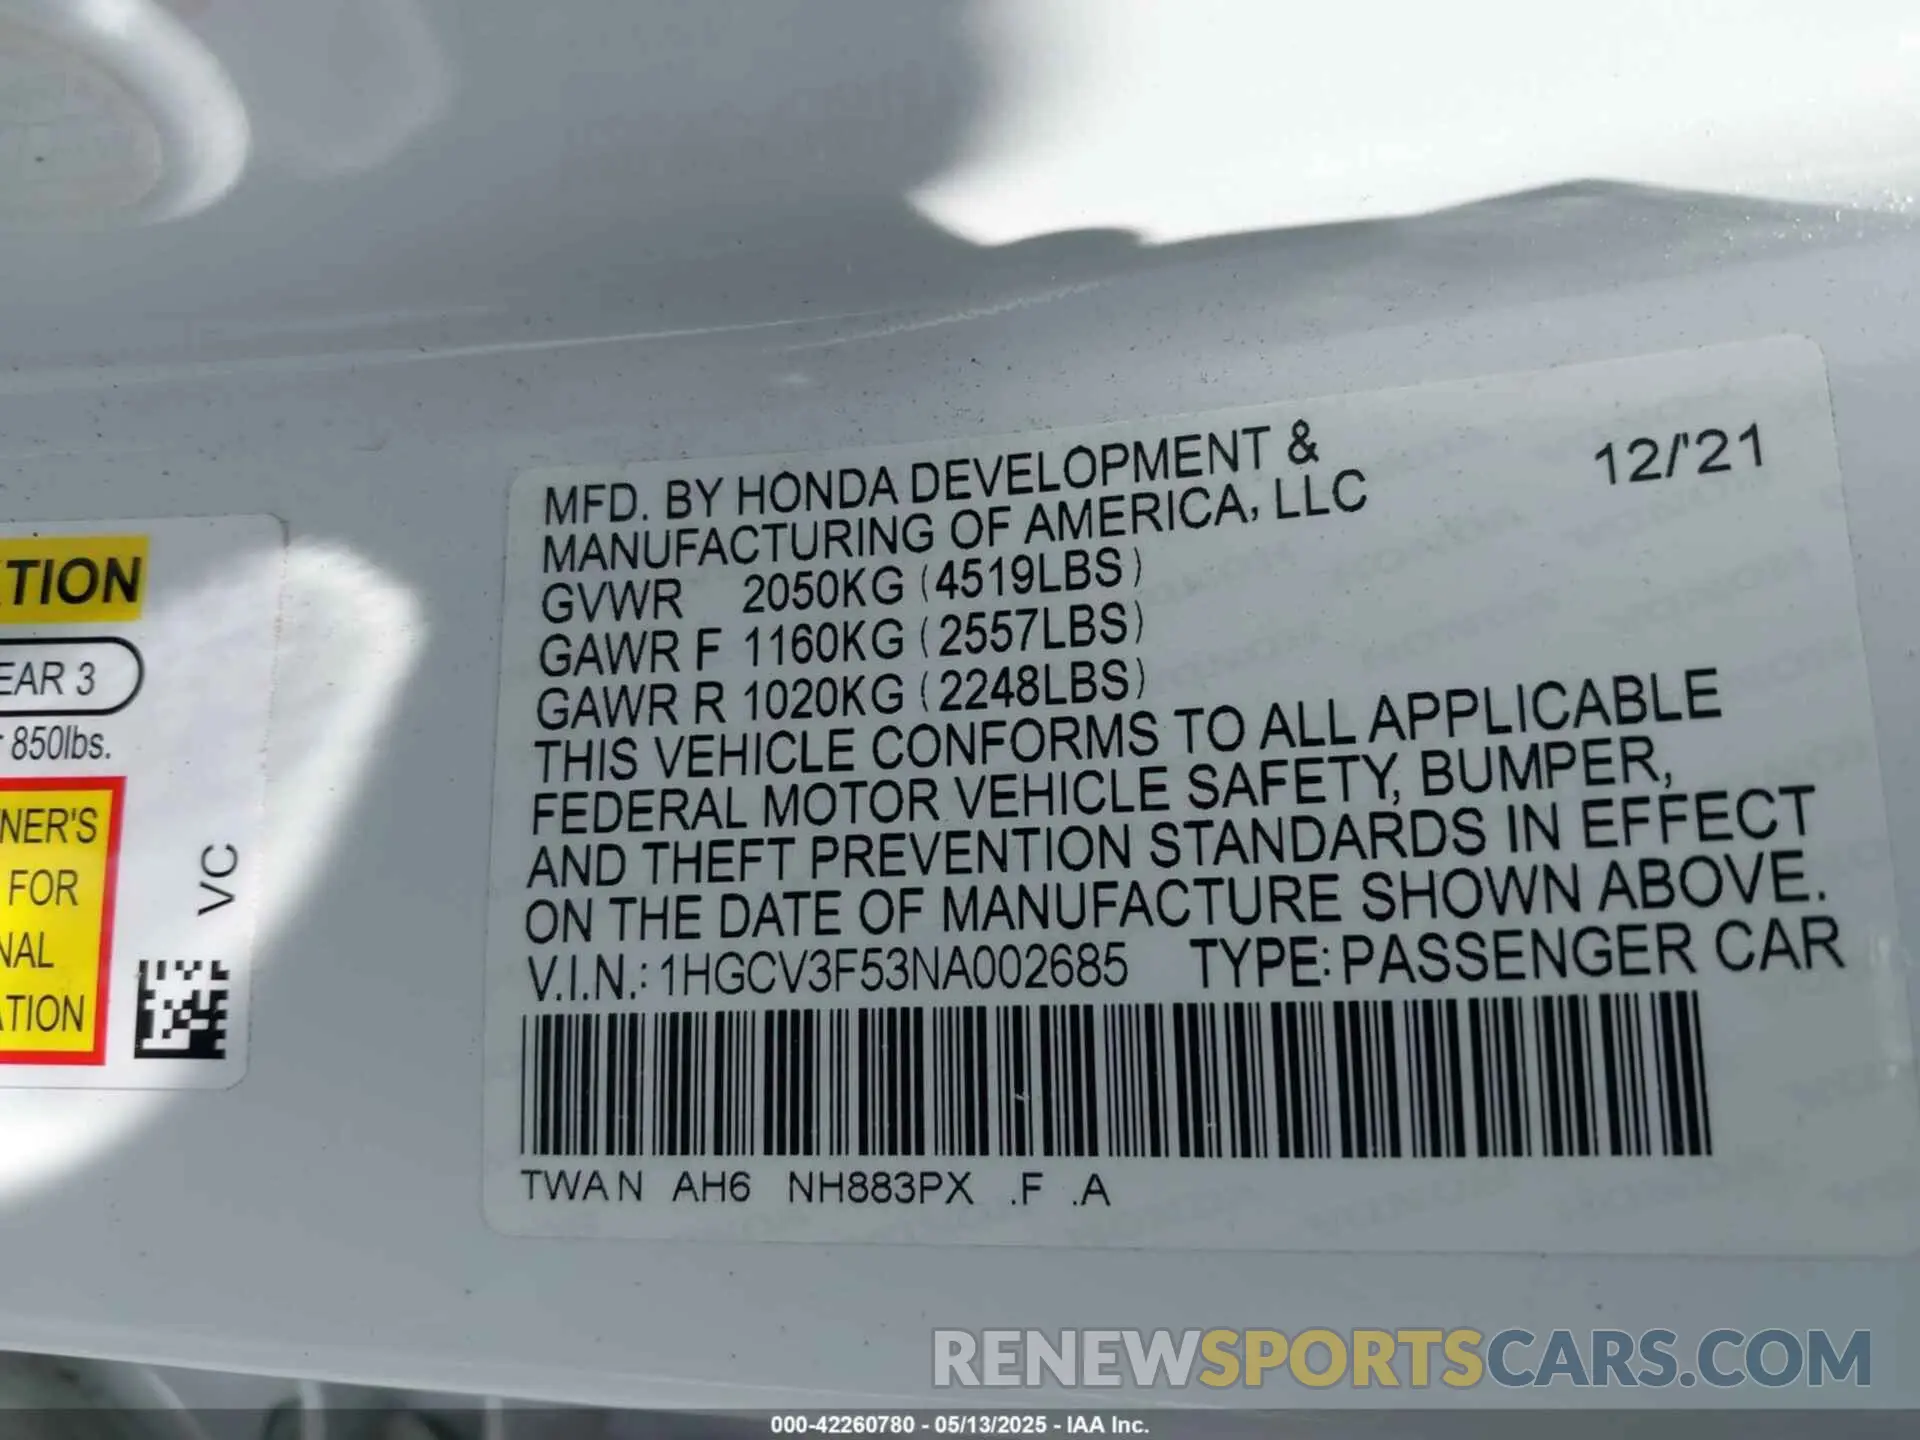 MFD. BY HONDA DEVELOPMENT &
MANUFACTURING OF AMERICA, LLC
12/'21
GVWR 2050KG (4519LBS)
GAWR F 1160KG (2557LBS)
GAWR R 1020KG (2248LBS)
THIS VEHICLE CONFORMS TO ALL APPLICABLE
FEDERAL MOTOR VEHICLE SAFETY, BUMPER,
AND THEFT PREVENTION STANDARDS IN EFFECT
ON THE DATE OF MANUFACTURE SHOWN ABOVE.
V.I.N.: 1HGCV3F53NA002685 TYPE: PASSENGER CAR
TWAN AH6 NH883PX .F .A
TION
EAR 3
850lbs.
NER'S
FOR
NAL
ATION
VC
RENEWSPORTSCARS.COM
000-42260780 - 05/13/2025 - IAA Inc.